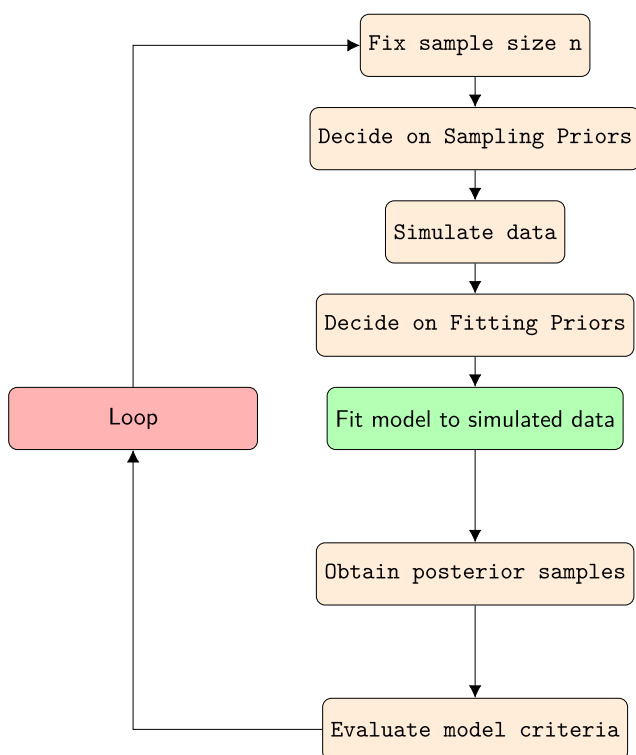 Fix sample size n
Decide on Sampling Priors
Simulate data
Decide on Fitting Priors
Loop
Fit model to simulated data
Obtain posterior samples
Evaluate model criteria